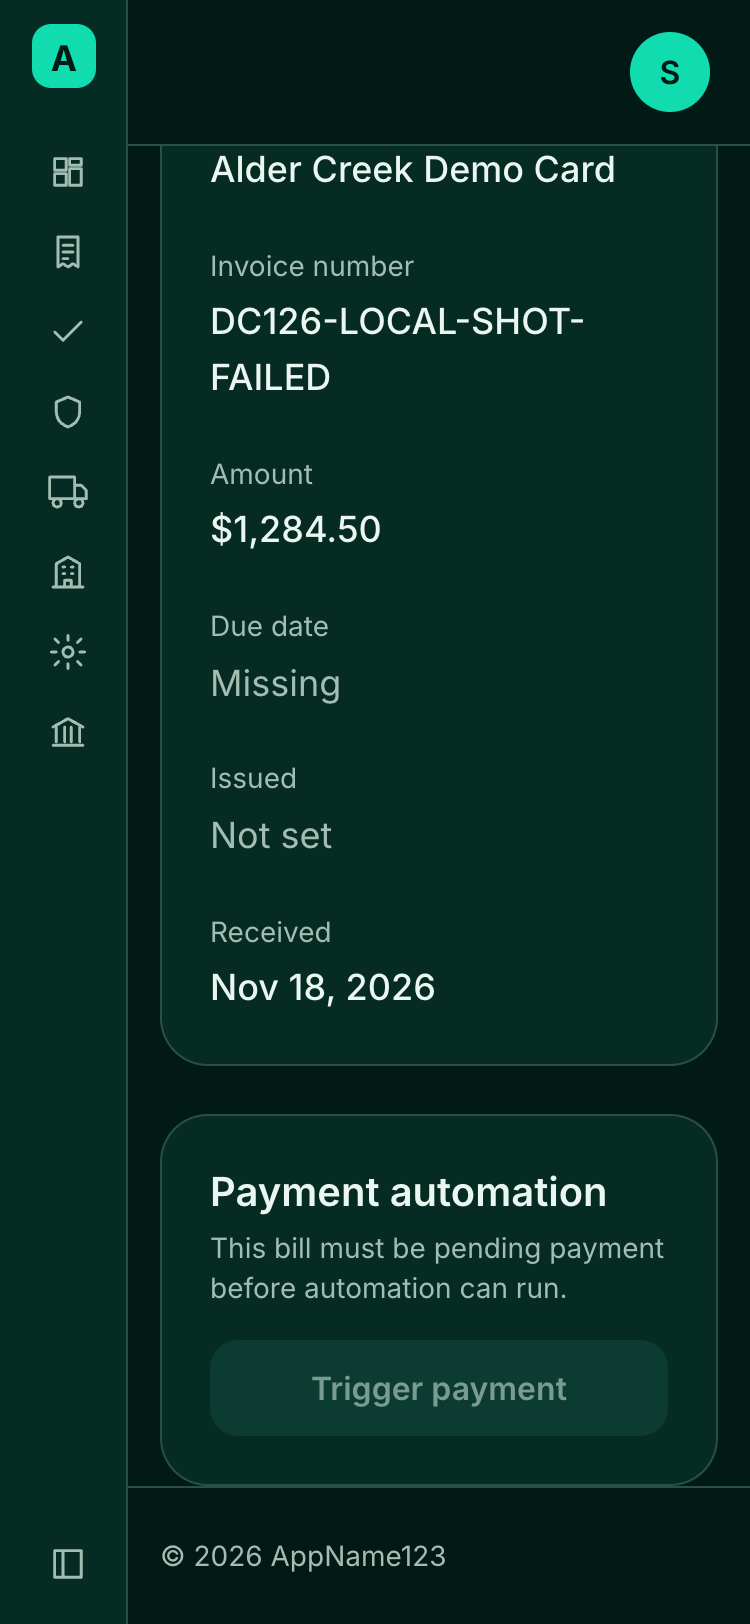 A
S
Alder Creek Demo Card
Invoice number
DC126-LOCAL-SHOT-
FAILED
Amount
$1,284.50
Due date
Missing
Issued
Not set
Received
Nov 18, 2026
Payment automation
This bill must be pending payment
before automation can run.
Trigger payment
© 2026 AppName123